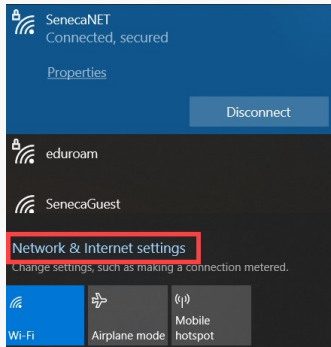 SenecaNET
Connected, secured
Properties
Disconnect
eduroam
SenecaGuest
Network & Internet settings
Change settings, such as making a connection metered.
Wi-Fi
Airplane mode
Mobile
hotspot